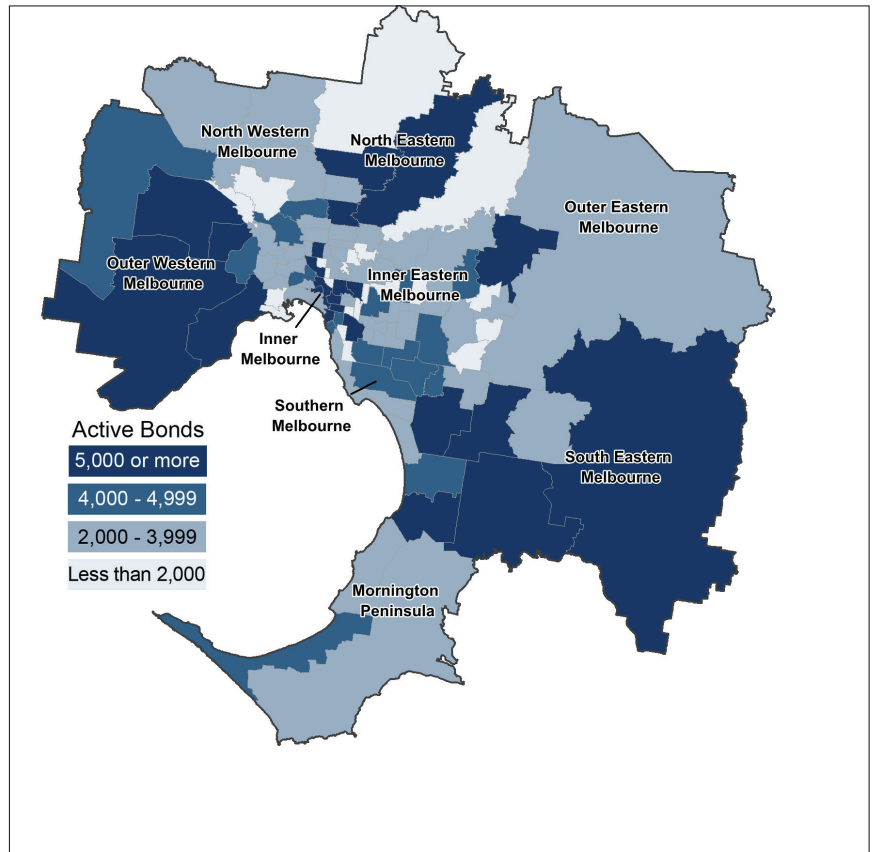 North Western
Melbourne
North Eastern
Melbourne
Outer Eastern
Melbourne
Outer Western
Melbourne
Inner Eastern
Melbourne
Inner
Melbourne
Southern
Melbourne
Active Bonds
5,000 or more
4,000 - 4,999
2,000 - 3,999
Less than 2,000
South Eastern
Melbourne
Mornington
Peninsula